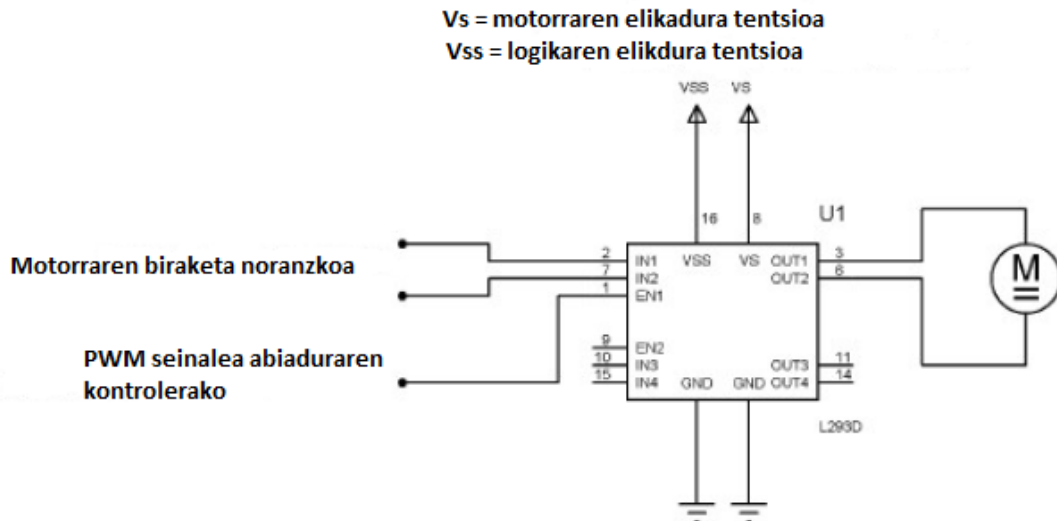 Vs = motorraren elikadura tentsioa
Vss = logikaren elikdura tentsioa
VSS VS
16 8 U1
Motorraren biraketa noranzkoa
2 IN1 VSS VS OUT1 3
7 IN2 OUT2 6
1 EN1
M
PWM seinalea abiaduraren
kontrolerako
9 EN2
10 IN3 OUT3 11
15 IN4 GND GND OUT4 14
L293D